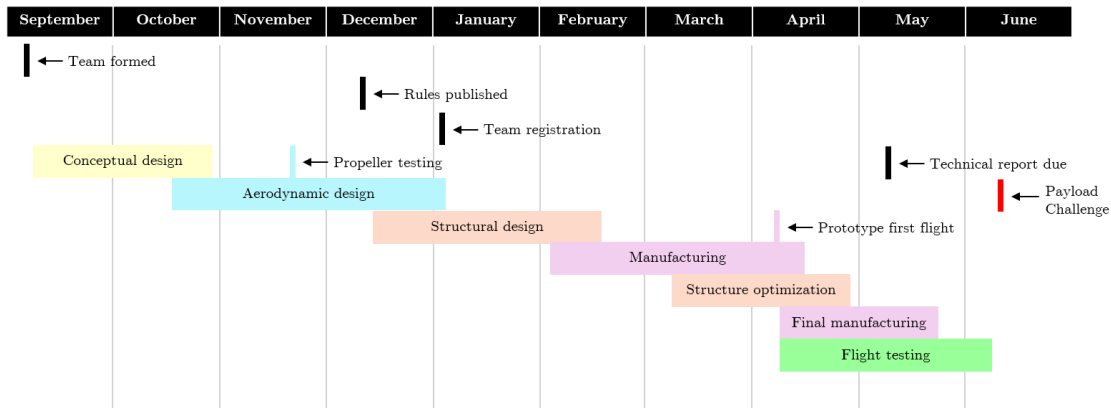 September October November December January February March April May June
Team formed
Rules published
Team registration
Conceptual design
Propeller testing
Technical report due
Aerodynamic design
Payload
Challenge
Structural design
Prototype first flight
Manufacturing
Structure optimization
Final manufacturing
Flight testing